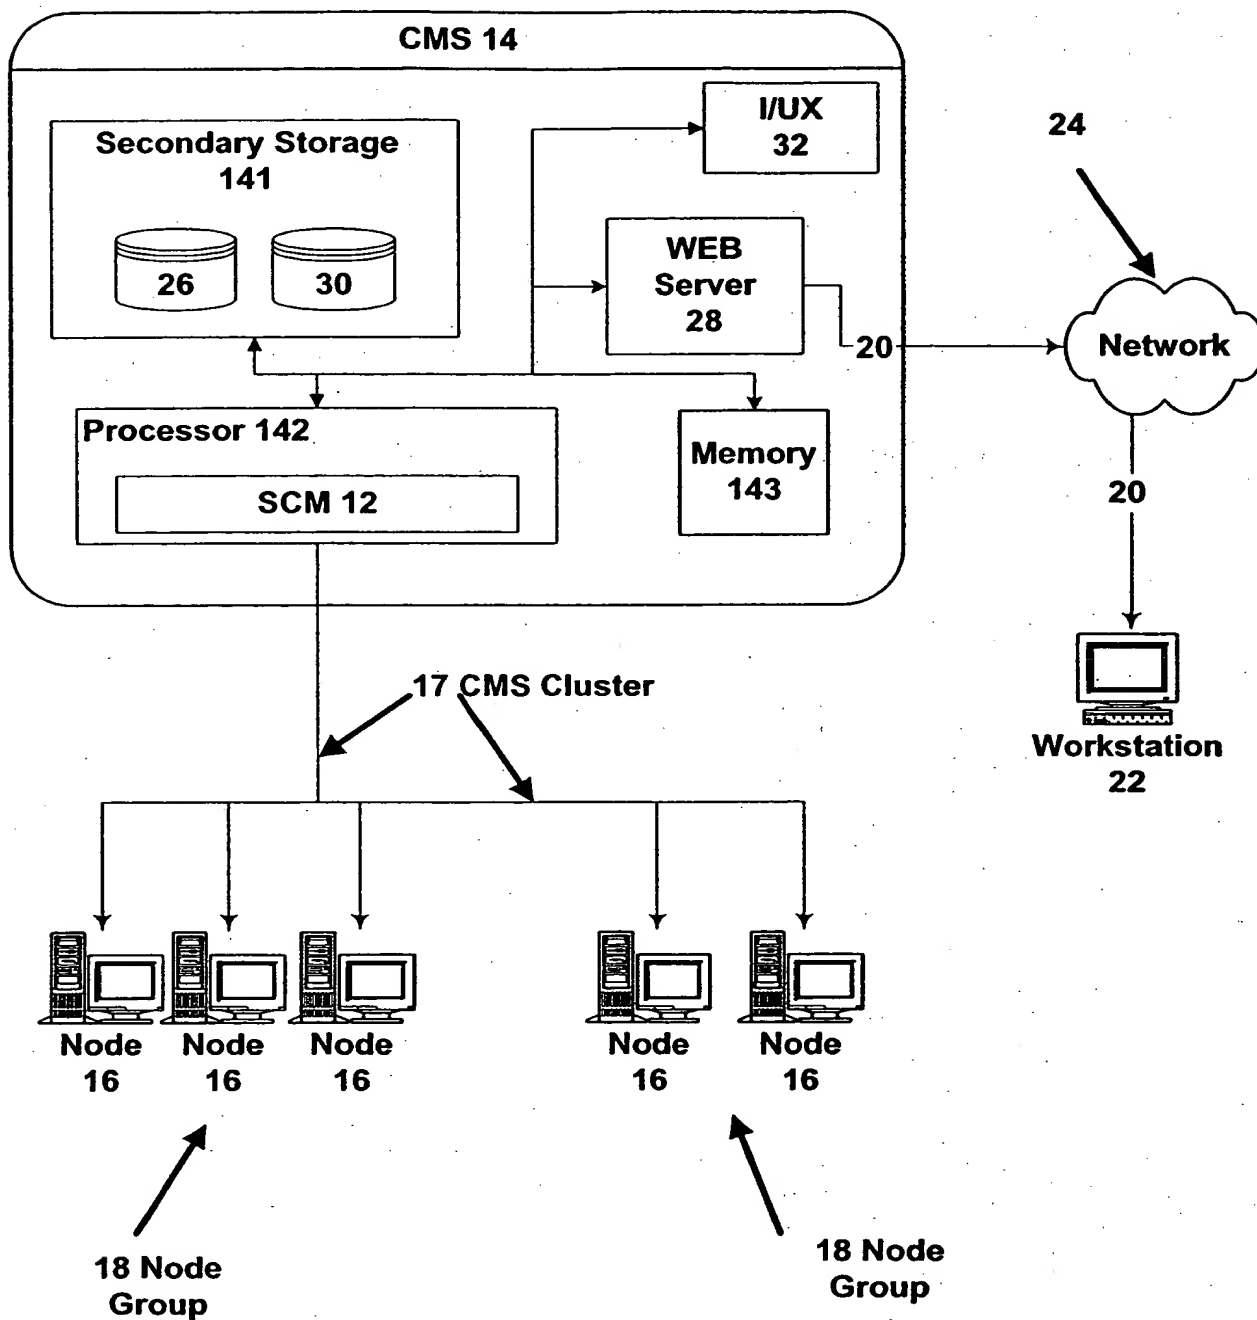 CMS 14
Secondary Storage
141
26
30
I/UX
32
WEB
Server
28
20
24
Network
Processor 142
SCM 12
Memory
143
20
Workstation
22
17 CMS Cluster
Node
16
Node
16
Node
16
Node
16
Node
16
18 Node
Group
18 Node
Group